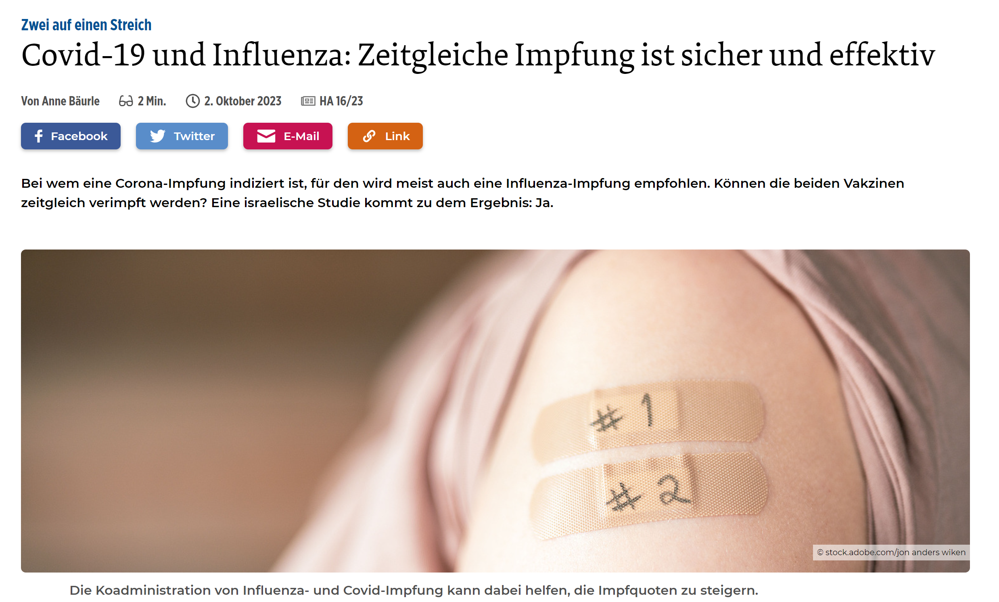 Zwei auf einen Streich
Covid-19 und Influenza: Zeitgleiche Impfung ist sicher und effektiv
Von Anne Bäurle 2 Min. 2. Oktober 2023 HA 16/23
Facebook Twitter E-Mail Link
Bei wem eine Corona-Impfung indiziert ist, für den wird meist auch eine Influenza-Impfung empfohlen. Können die beiden Vakzinen
zeitgleich verimpft werden? Eine israelische Studie kommt zu dem Ergebnis: Ja.
# 1
# 2
© stock.adobe.com/jon anders wiken
Die Koadministration von Influenza- und Covid-Impfung kann dabei helfen, die Impfquoten zu steigern.